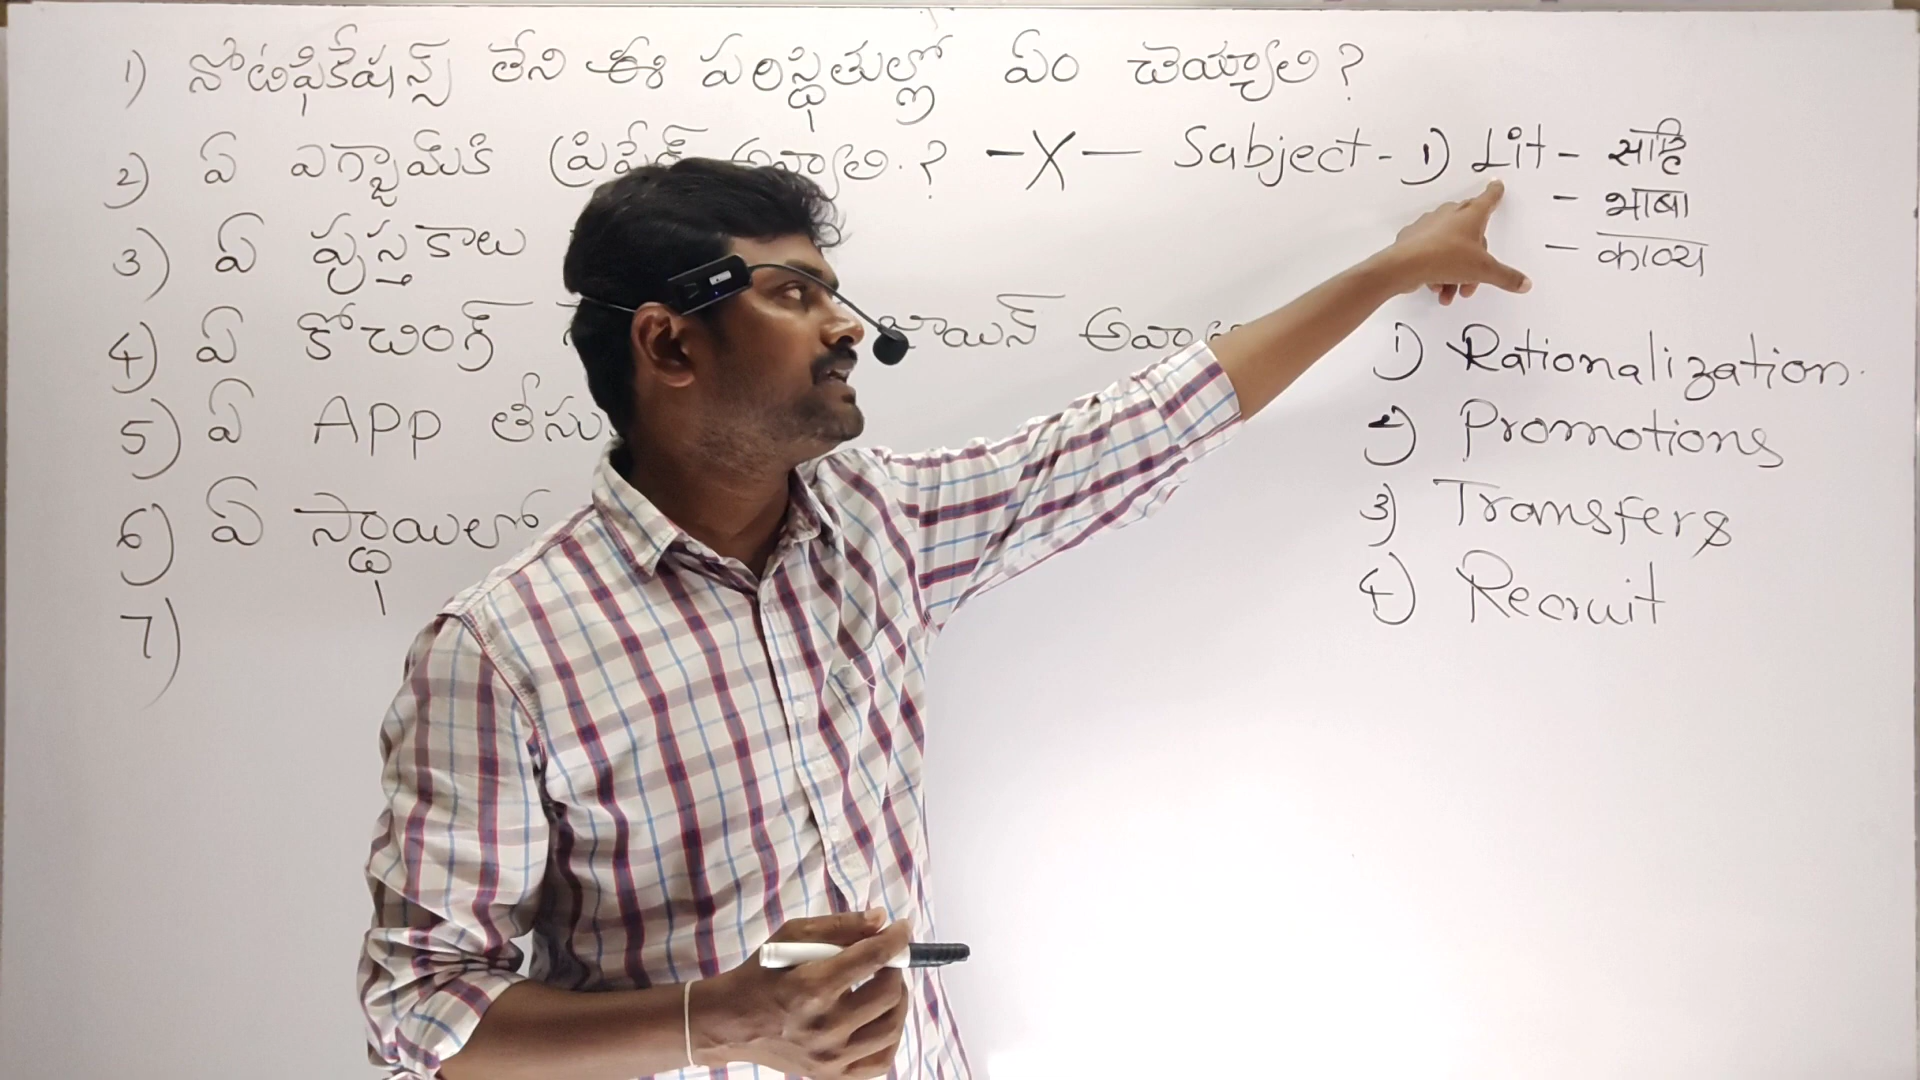 1) నోటిఫికేషన్స్ లేని ఈ పరిస్థితుల్లో ఏం చెయ్యాలి ?
2) ఏ ఎగ్జామ్‌కి ప్రిపేర్ అవ్వాలి. ? -X- Subject - 1) Lit - साहि
- भाषा
- काव्य
3) ఏ పుస్తకాలు
4) ఏ కోచింగ్ జాయిన్
5) ఏ App
6) ఏ స్థాయిలో
7)
1) Rationalization.
2) Promotions
3) Transfers
4) Recruit